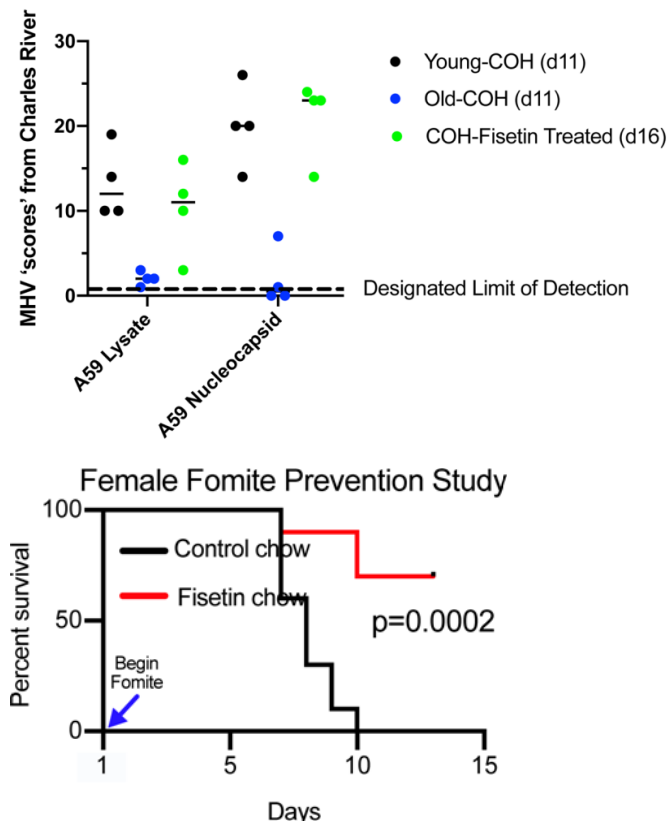 30
20
10
0
MHV 'scores' from Charles River
A59 Lysate
A59 Nucleocapsid
Young-COH (d11)
Old-COH (d11)
COH-Fisetin Treated (d16)
Designated Limit of Detection
Female Fomite Prevention Study
100
50
0
Percent survival
Control chow
Fisetin chow
p=0.0002
Begin
Fomite
1
5
10
15
Days